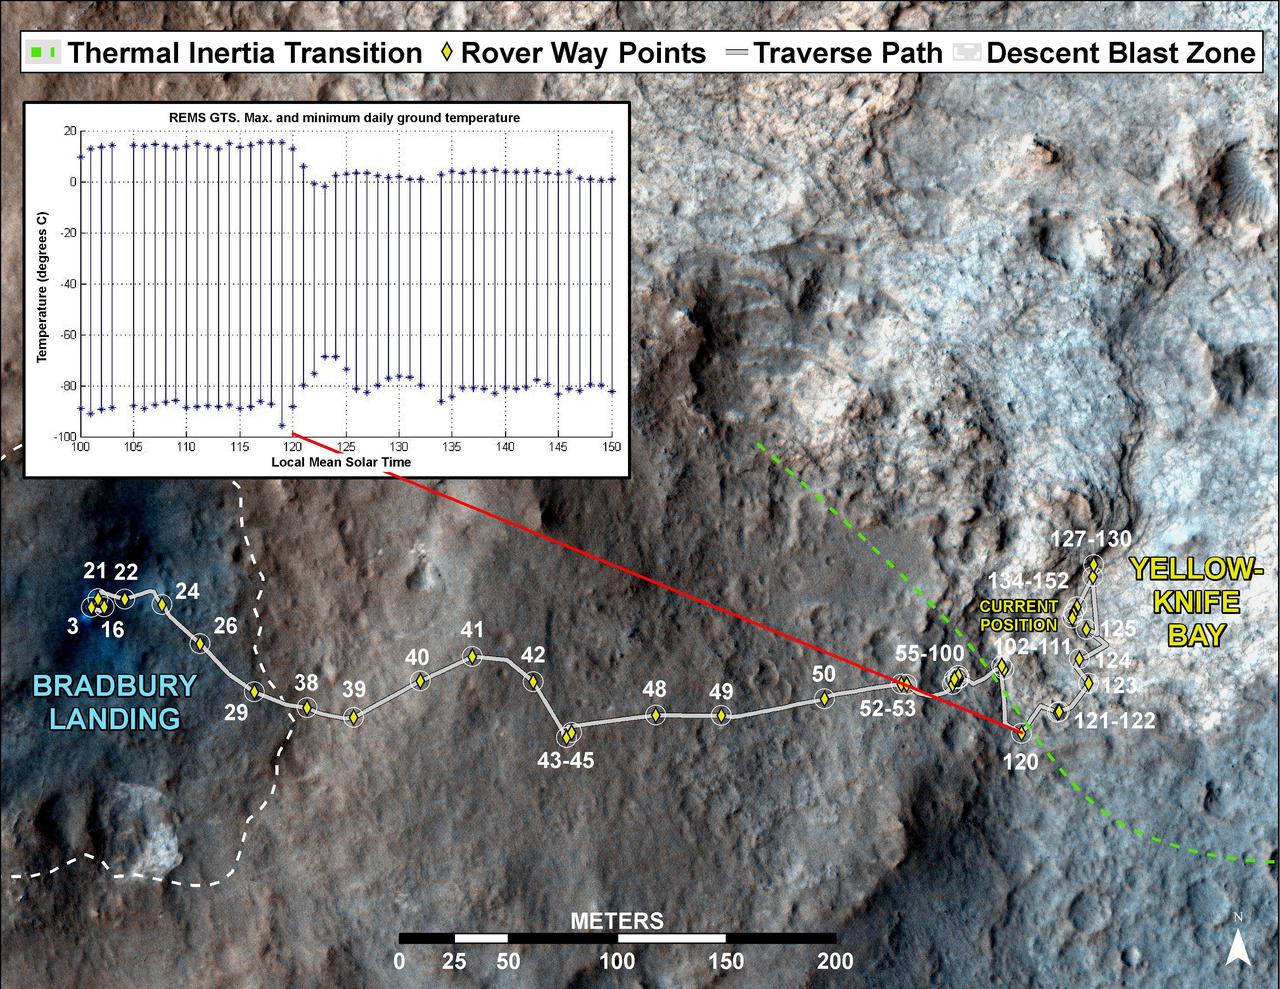 Thermal Inertia Transition Rover Way Points Traverse Path Descent Blast Zone
REMS GTS. Max. and minimum daily ground temperature
Temperature (degrees C)
20
0
-20
-40
-60
-80
-100
100 105 110 115 120 125 130 135 140 145 150
Local Mean Solar Time
127-130
134-152
YELLOW-
KNIFE
BAY
CURRENT
POSITION
21 22
24
3 16
26
125
102-111
41
55-100
124
40
42
50
BRADBURY
LANDING
29
38
39
48
49
52-53
123
121-122
43-45
120
METERS
0 25 50 100 150 200
N